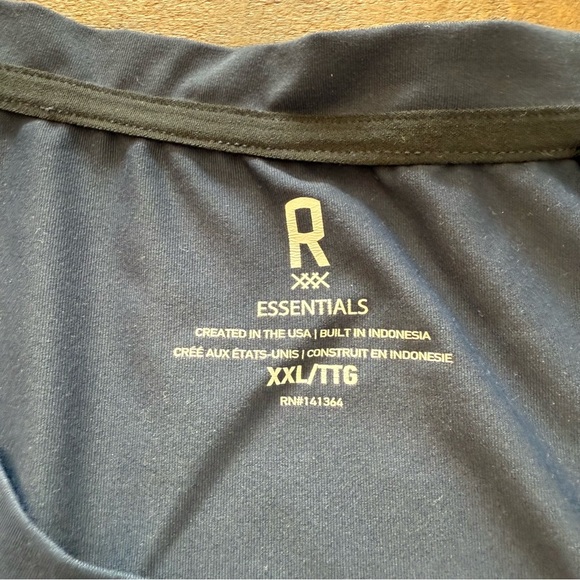 R
XXX
ESSENTIALS
CREATED IN THE USA | BUILT IN INDONESIA
CRÉÉ AUX ÉTATS-UNIS | CONSTRUIT EN INDONESIE
XXL/TTG
RN#141364